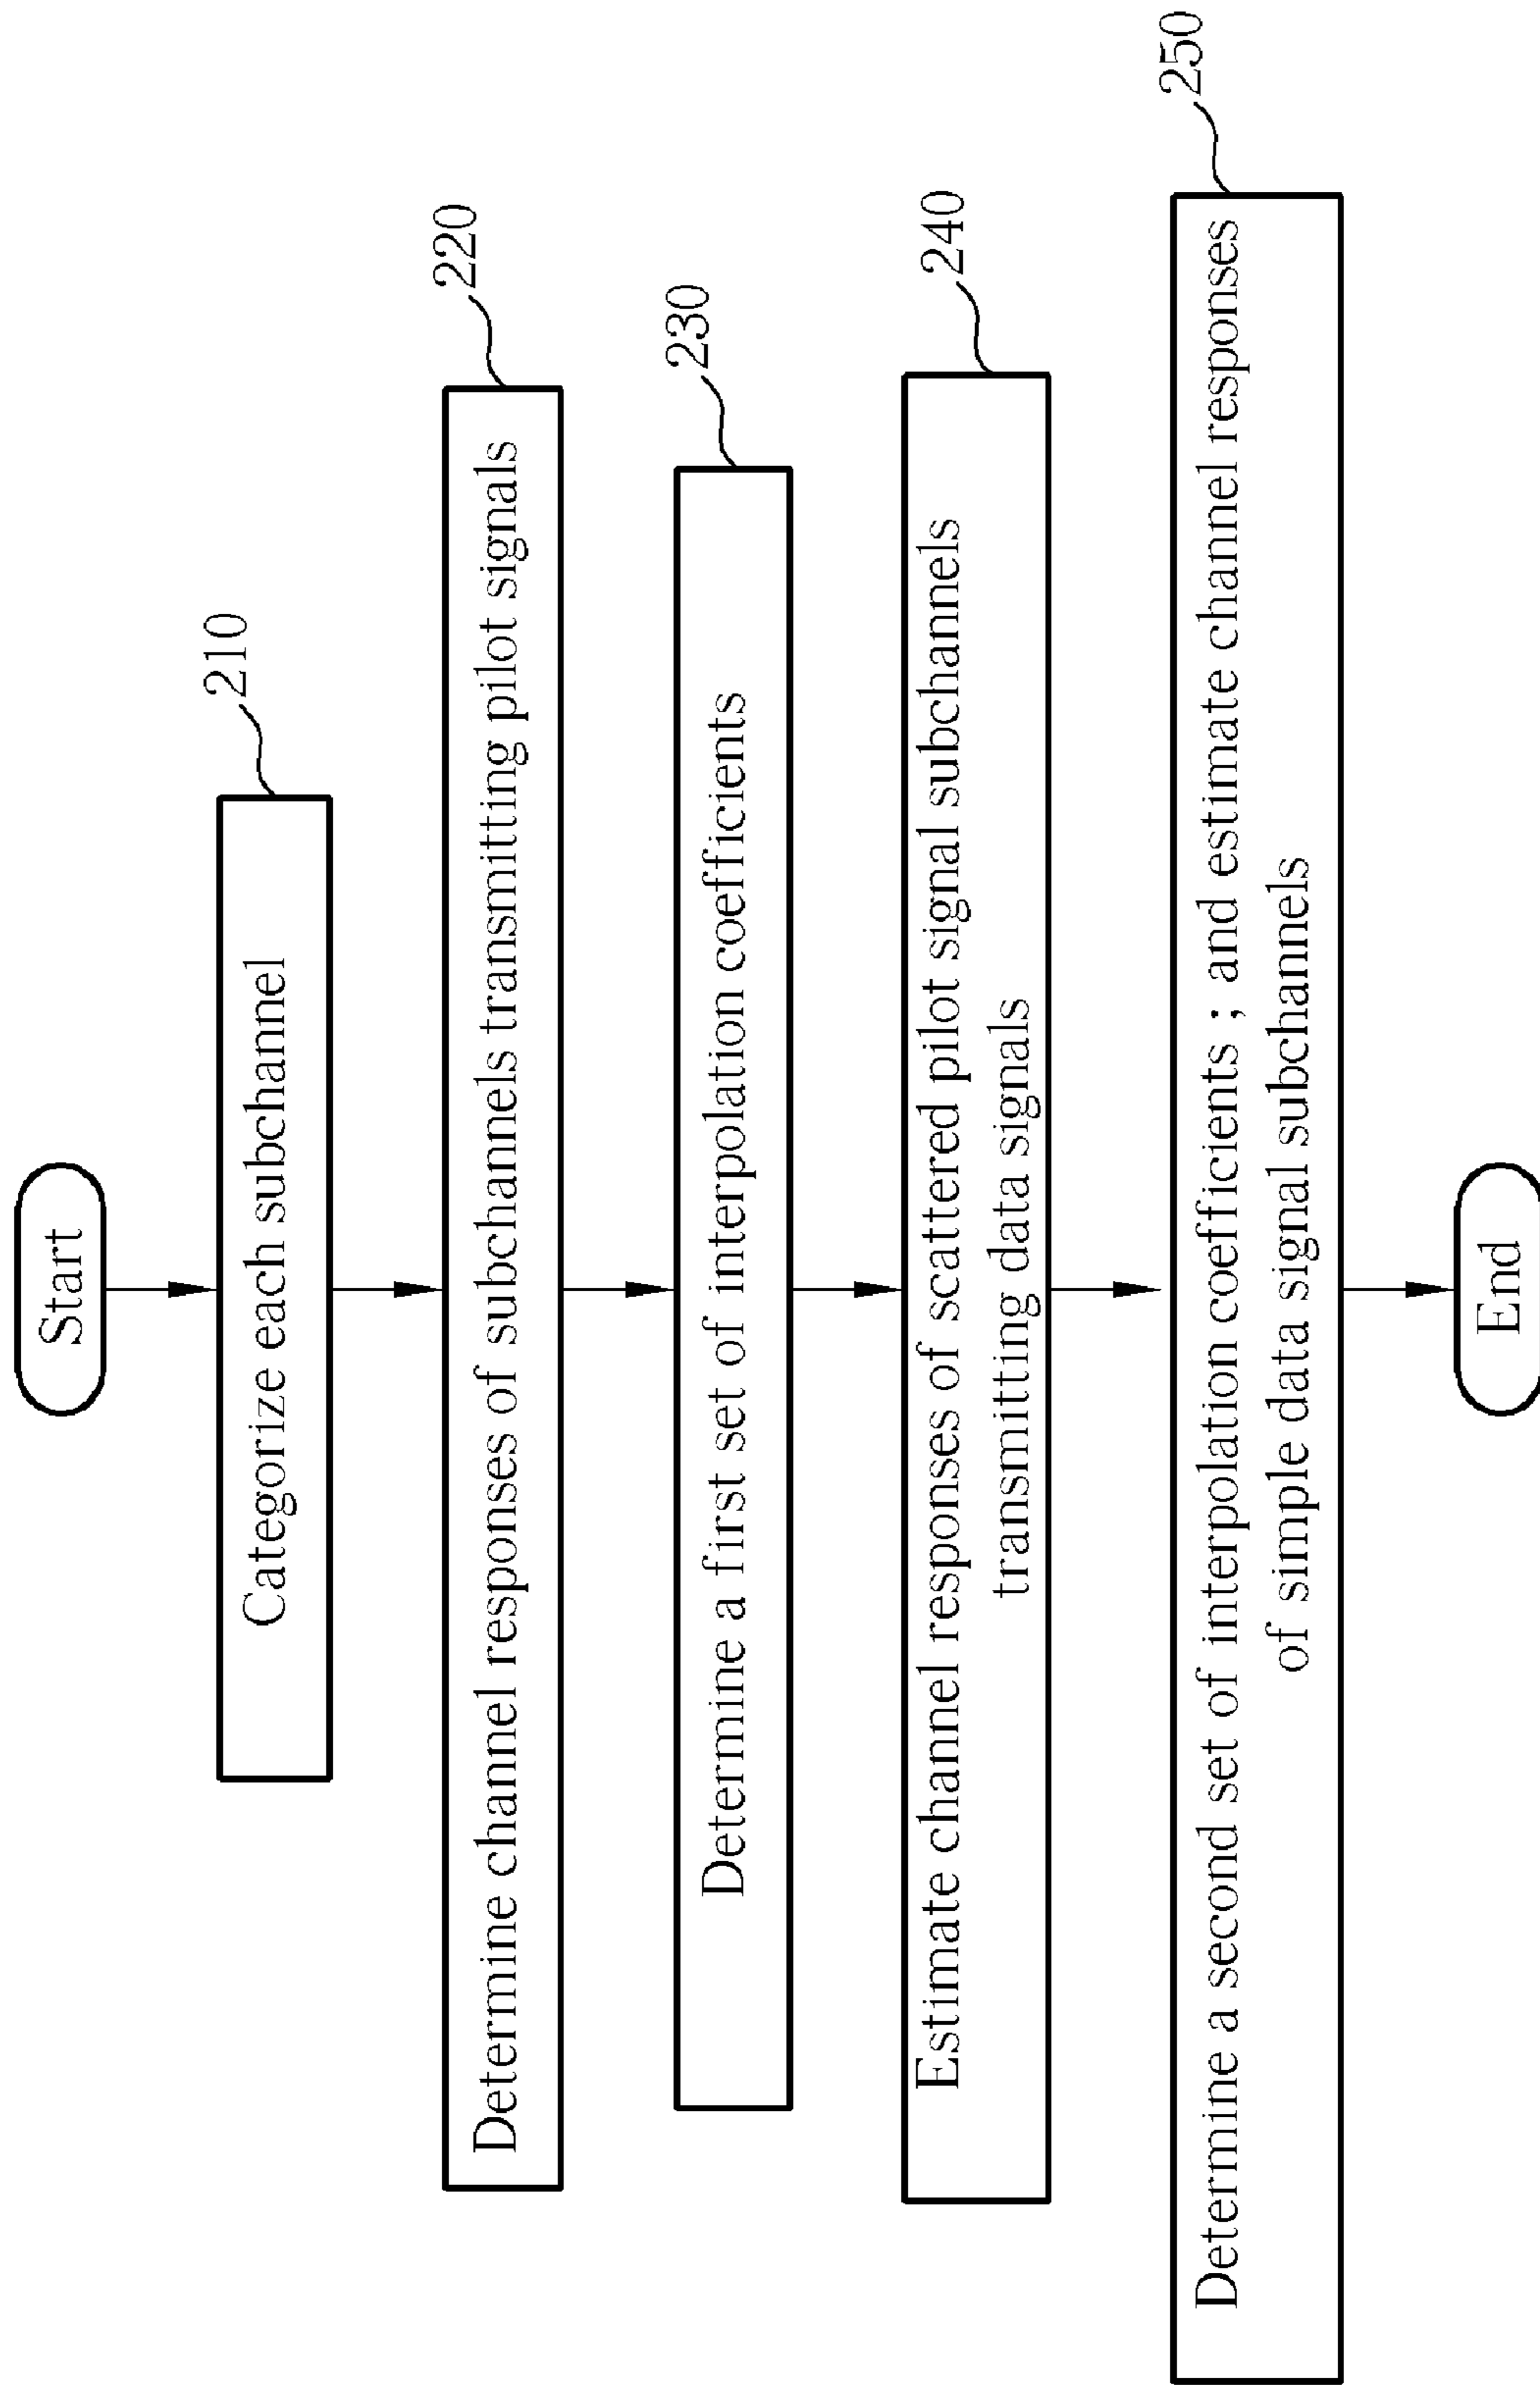 Start
Categorize each subchannel
210
Determine channel responses of subchannels transmitting pilot signals
220
Determine a first set of interpolation coefficients
230
Estimate channel responses of scattered pilot signal subchannels
transmitting data signals
240
Determine a second set of interpolation coefficients ; and estimate channel responses
of simple data signal subchannels
250
End